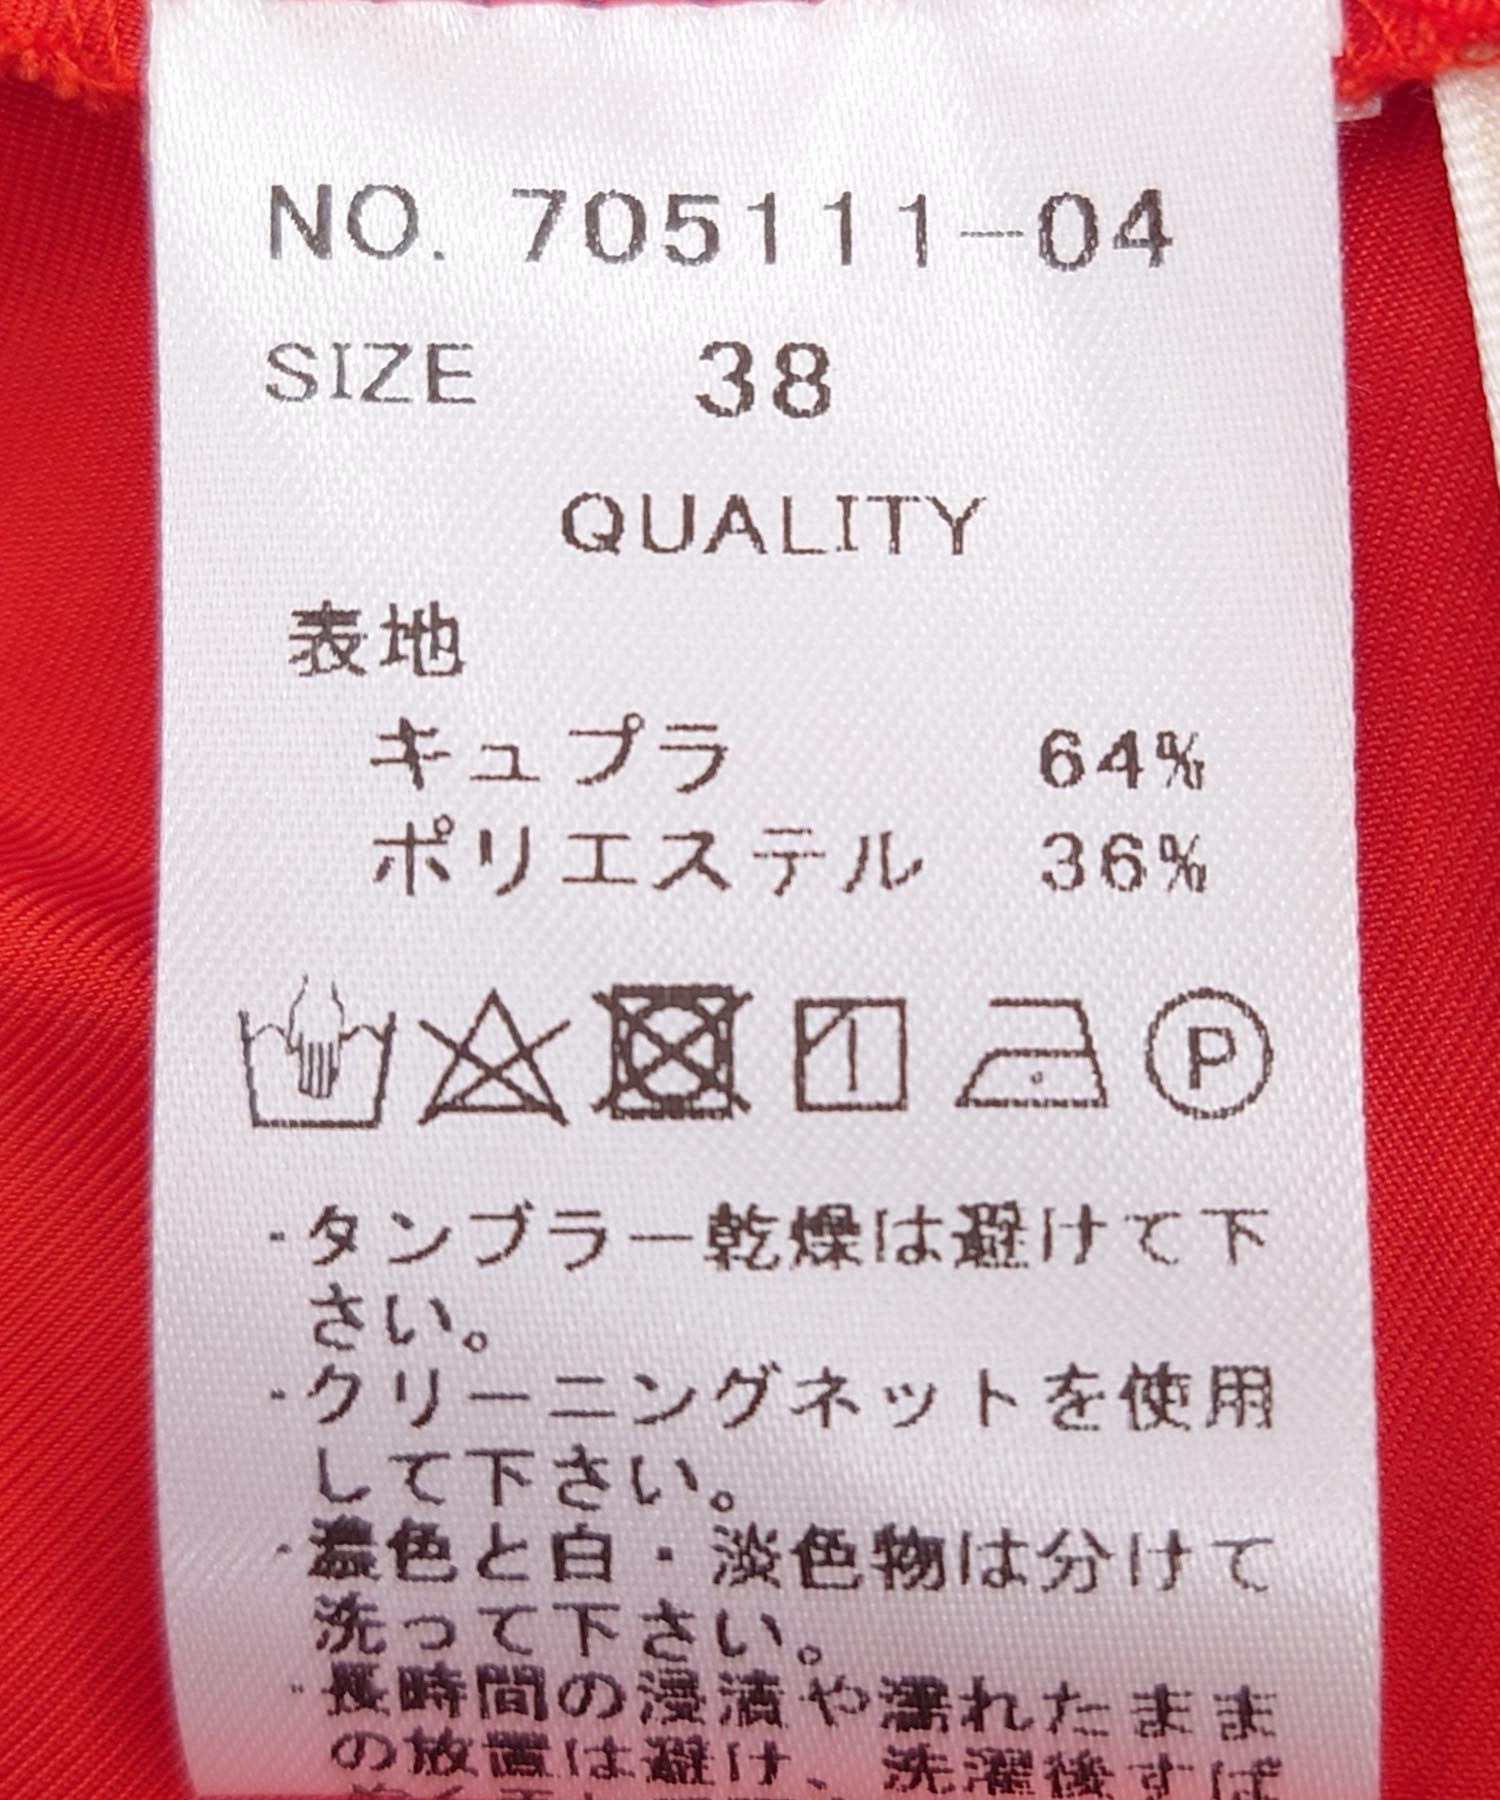 NO. 705111-04
SIZE 38
QUALITY
表地
キュプラ 64%
ポリエステル 36%
P
・タンブラー乾燥は避けて下
さい。
・クリーニングネットを使用
して下さい。
・濃色と白・淡色物は分けて
洗って下さい。
・長時間の浸漬や濡れたまま
の放置は避け、洗濯後すば